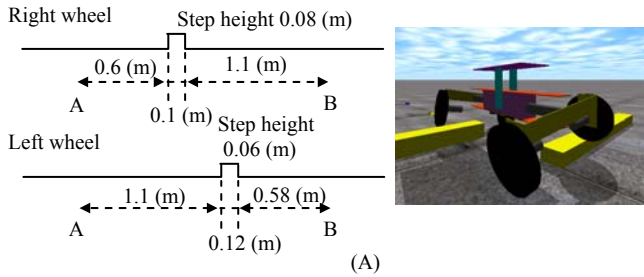 Right wheel
Step height 0.08 (m)
0.6 (m)
1.1 (m)
A
B
0.1 (m)
Left wheel
Step height
0.06 (m)
1.1 (m)
0.58 (m)
A
B
0.12 (m)
(A)